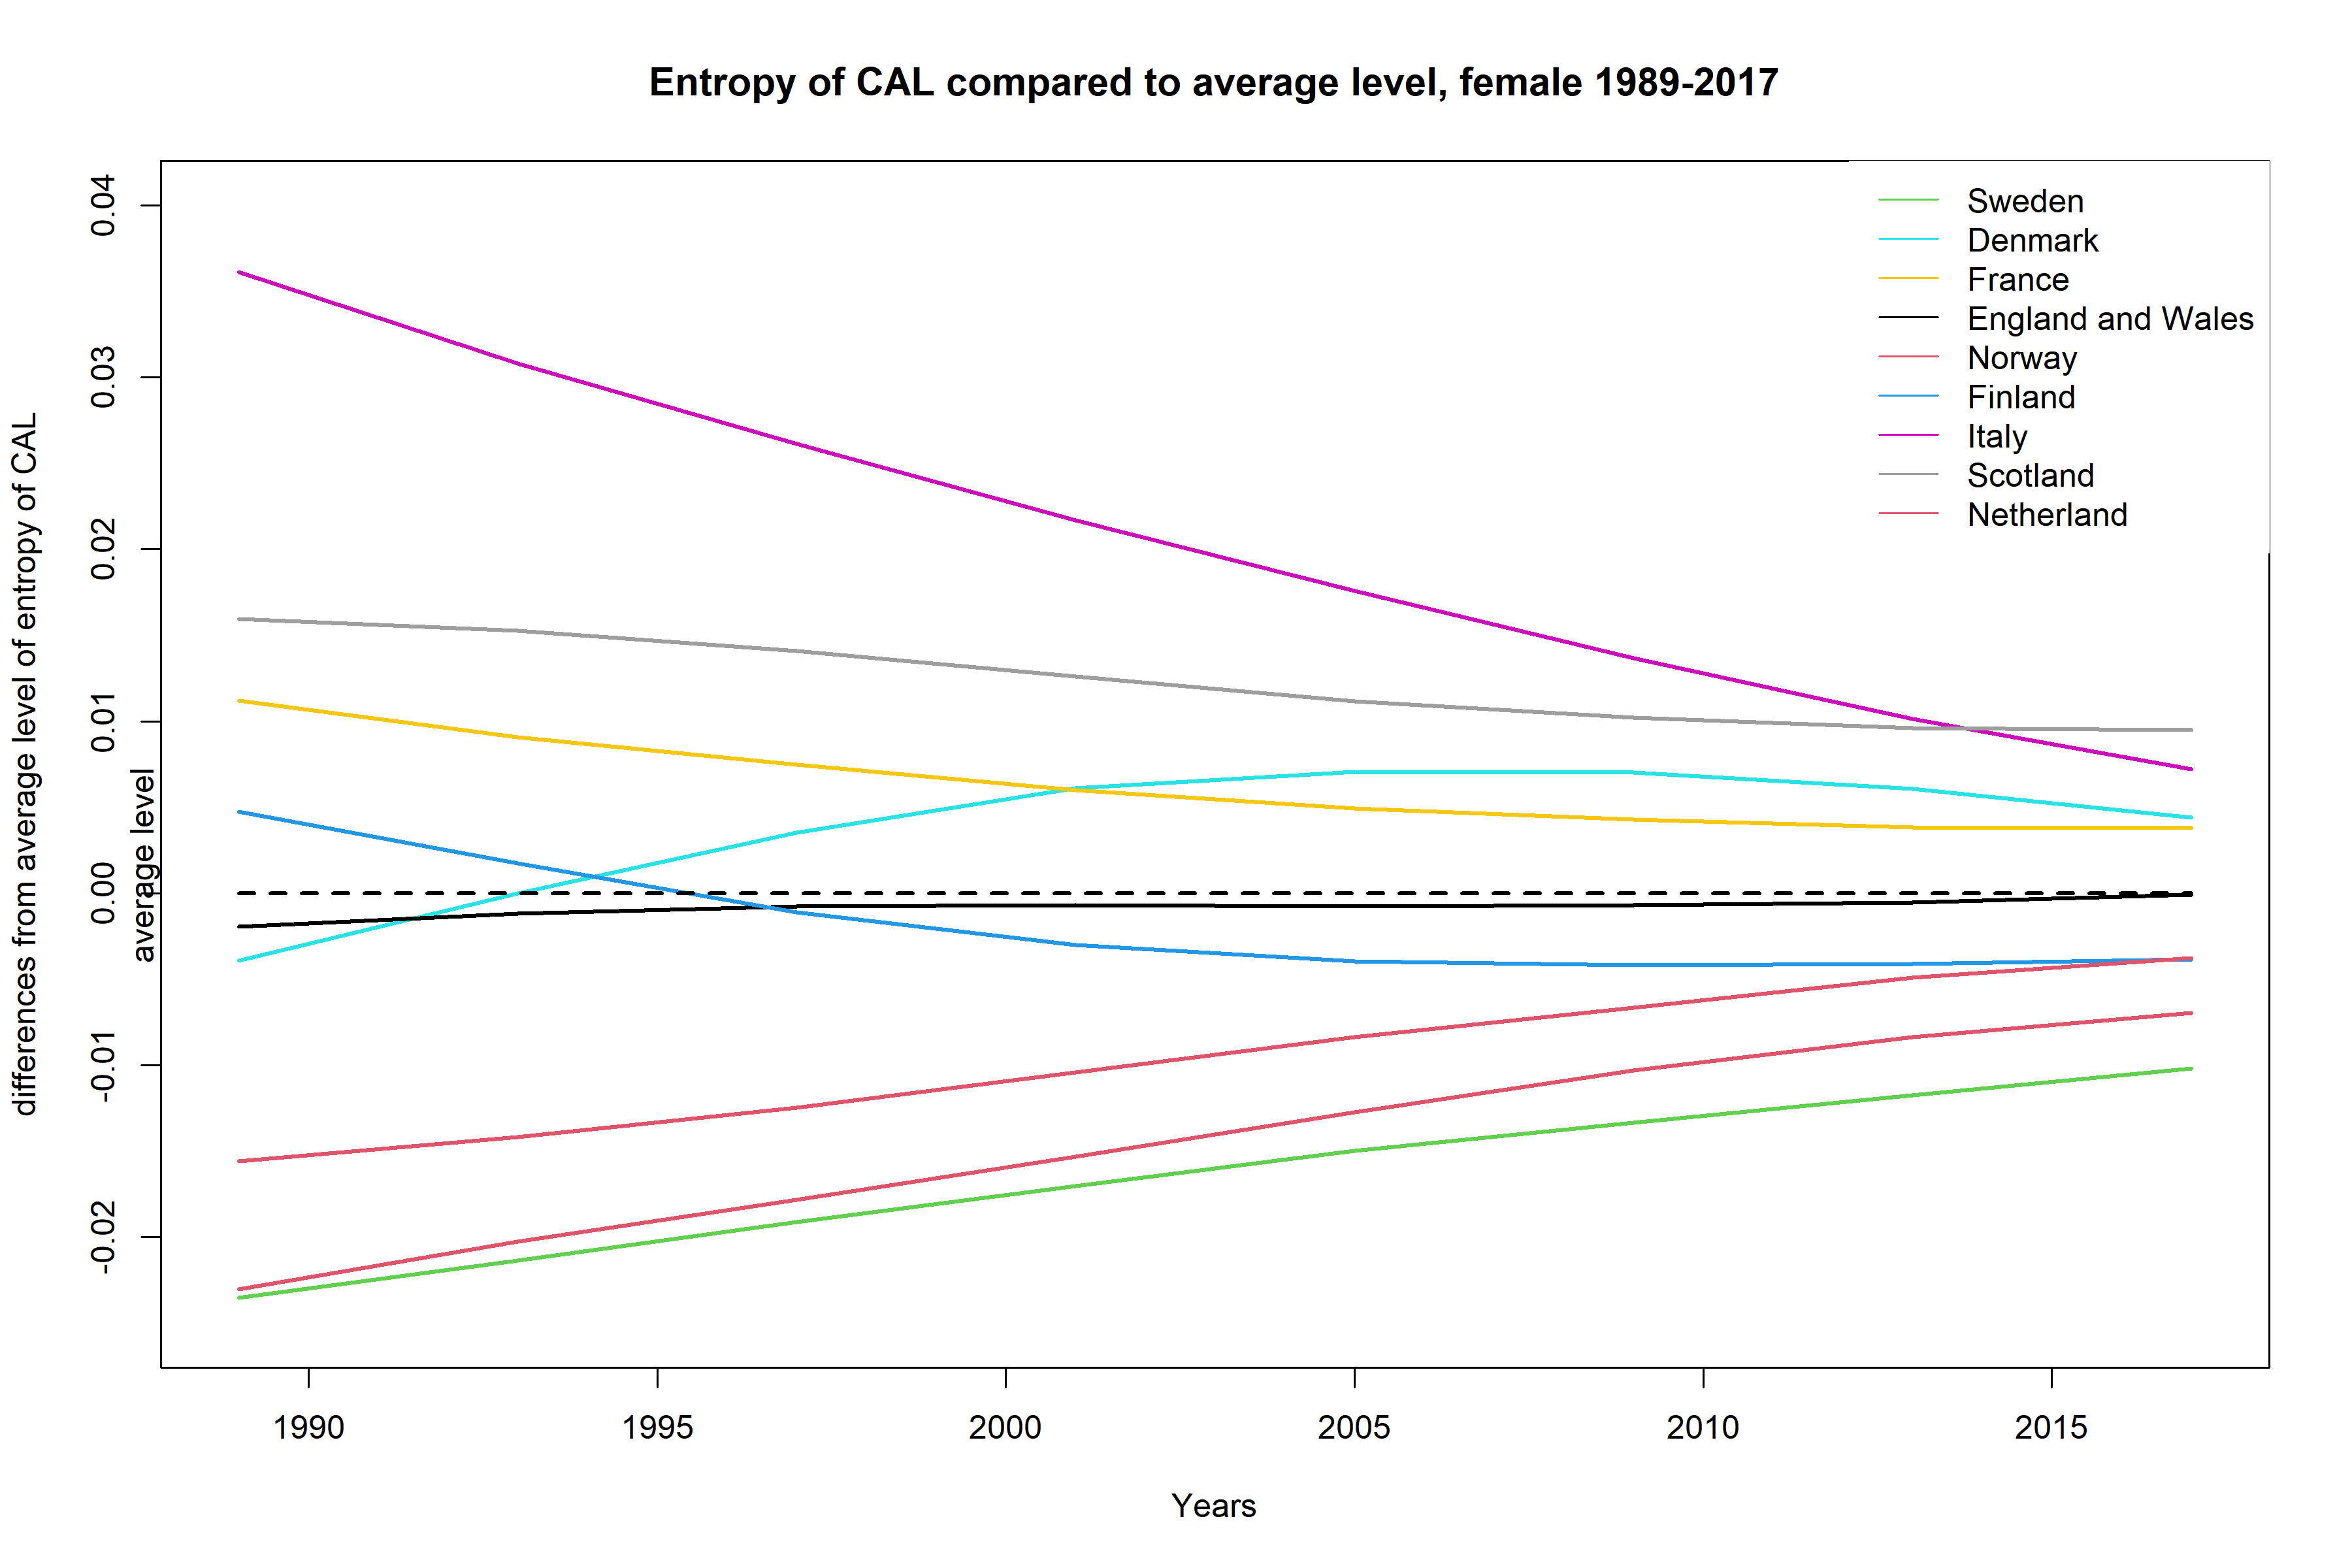 Entropy of CAL compared to average level, female 1989-2017
differences from average level of entropy of CAL
average level
0.04
0.03
0.02
0.01
0.00
-0.01
-0.02
Sweden
Denmark
France
England and Wales
Norway
Finland
Italy
Scotland
Netherland
1990
1995
2000
2005
2010
2015
Years